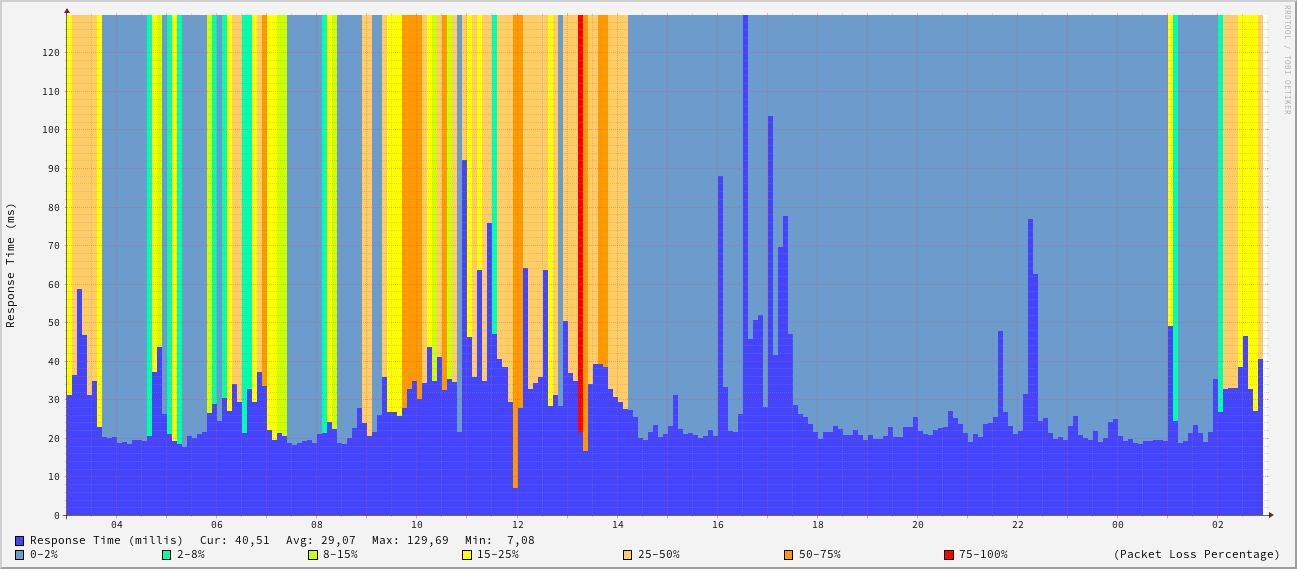 RRDTOOL / TOBI OETIKER
Response Time (ms)
120
110
100
90
80
70
60
50
40
30
20
10
0
04 06 08 10 12 14 16 18 20 22 00 02
Response Time (millis) Cur: 40,51 Avg: 29,07 Max: 129,69 Min: 7,08
0-2% 2-8% 8-15% 15-25% 25-50% 50-75% 75-100% (Packet Loss Percentage)